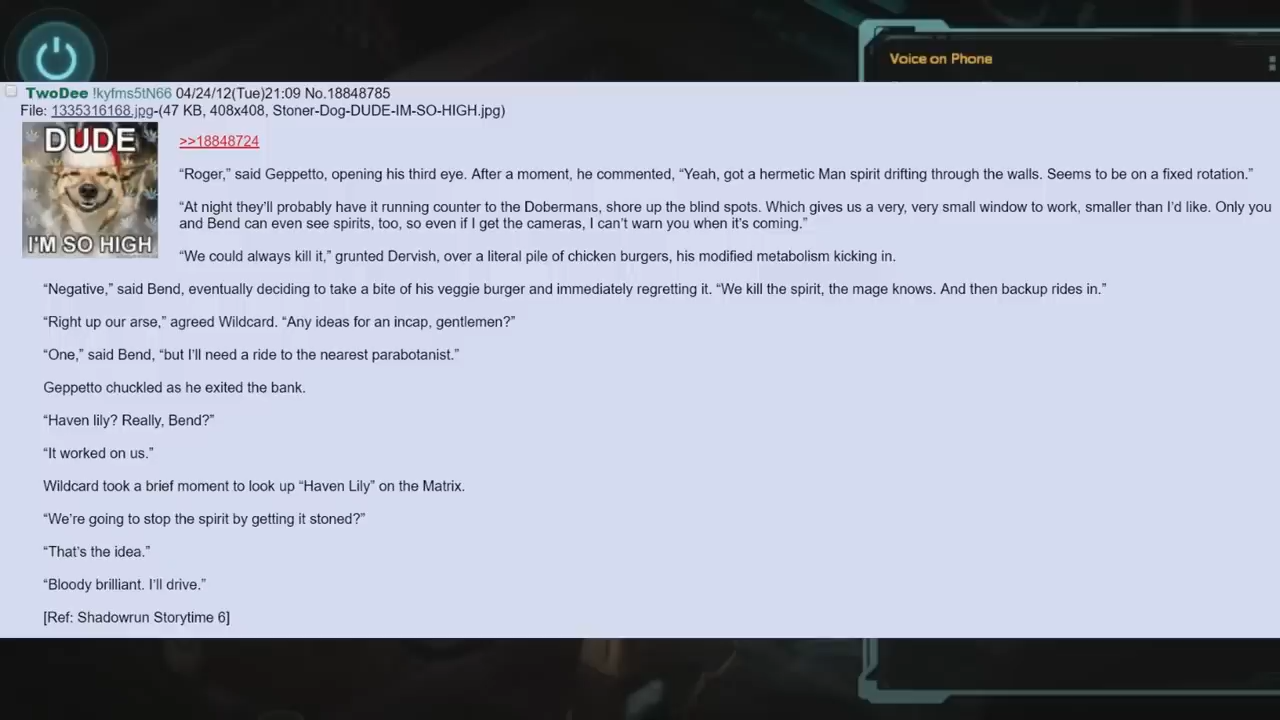 Voice on Phone
TwoDee !kyfms5tN66 04/24/12(Tue)21:09 No.18848785
File: 1335316168.jpg-(47 KB, 408x408, Stoner-Dog-DUDE-IM-SO-HIGH.jpg)
DUDE
I'M SO HIGH
>>18848724
“Roger,” said Geppetto, opening his third eye. After a moment, he commented, “Yeah, got a hermetic Man spirit drifting through the walls. Seems to be on a fixed rotation.”
“At night they’ll probably have it running counter to the Dobermans, shore up the blind spots. Which gives us a very, very small window to work, smaller than I’d like. Only you
and Bend can even see spirits, too, so even if I get the cameras, I can’t warn you when it’s coming.”
“We could always kill it,” grunted Dervish, over a literal pile of chicken burgers, his modified metabolism kicking in.
“Negative,” said Bend, eventually deciding to take a bite of his veggie burger and immediately regretting it. “We kill the spirit, the mage knows. And then backup rides in.”
“Right up our arse,” agreed Wildcard. “Any ideas for an incap, gentlemen?”
“One,” said Bend, “but I’ll need a ride to the nearest parabotanist.”
Geppetto chuckled as he exited the bank.
“Haven lily? Really, Bend?”
“It worked on us.”
Wildcard took a brief moment to look up “Haven Lily” on the Matrix.
“We’re going to stop the spirit by getting it stoned?”
“That’s the idea.”
“Bloody brilliant. I’ll drive.”
[Ref: Shadowrun Storytime 6]